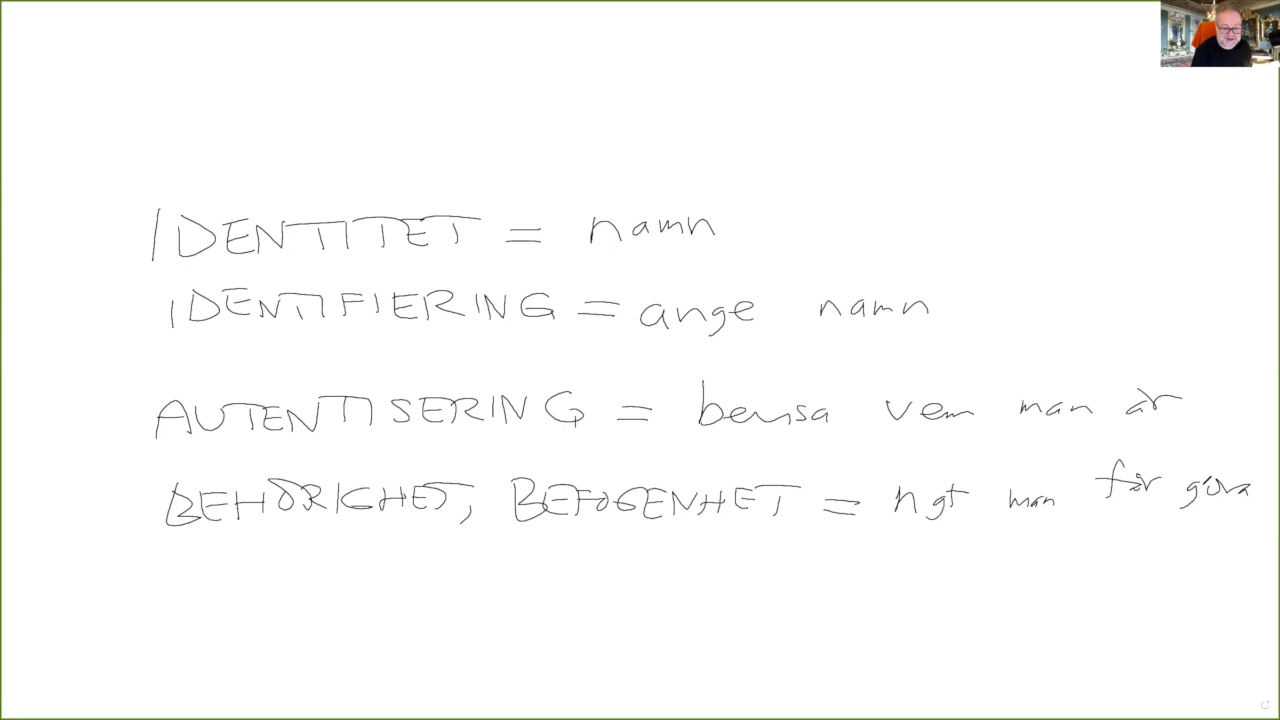 IDENTITET = namn
IDENTIFIERING = ange namn
AUTENTISERING = bevisa vem man är
BEHÖRIGHET, BEFOGENHET = ngt man får göra